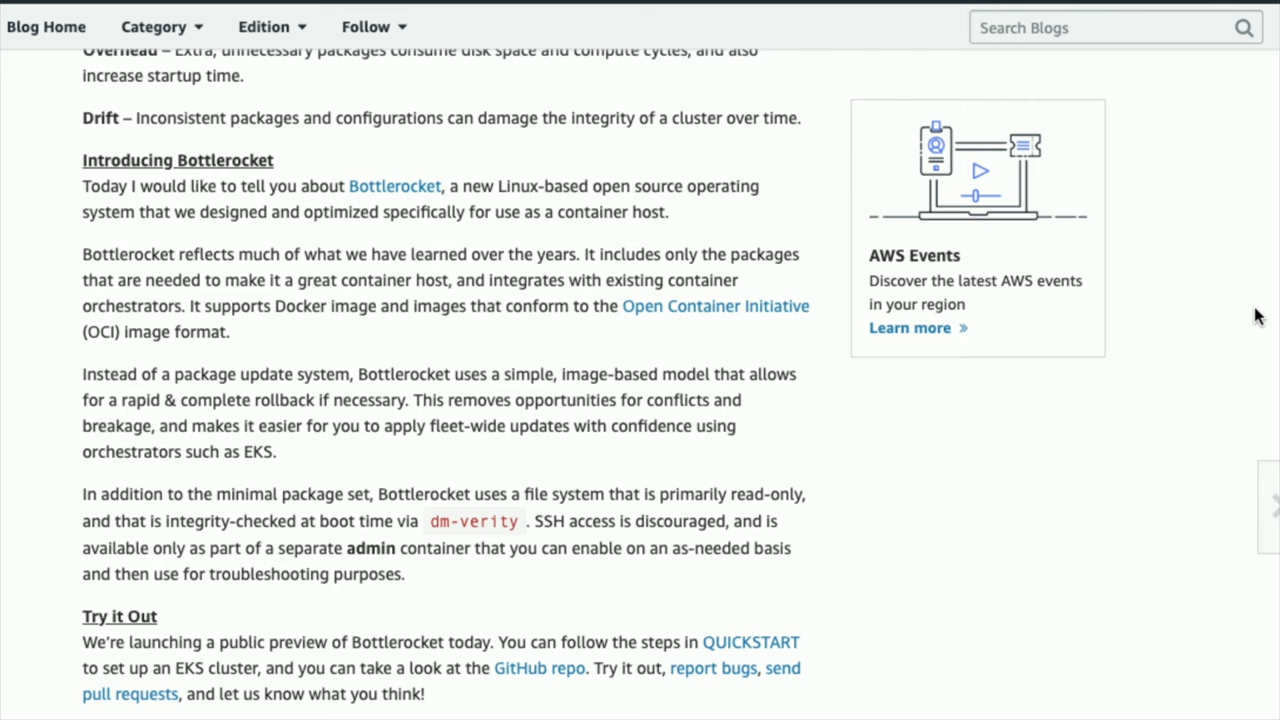 Blog Home Category Edition Follow Search Blogs
Overhead – Extra, unnecessary packages consume disk space and compute cycles, and also
increase startup time.
Drift – Inconsistent packages and configurations can damage the integrity of a cluster over time.
Introducing Bottlerocket
Today I would like to tell you about Bottlerocket, a new Linux-based open source operating
system that we designed and optimized specifically for use as a container host.
Bottlerocket reflects much of what we have learned over the years. It includes only the packages
that are needed to make it a great container host, and integrates with existing container
orchestrators. It supports Docker image and images that conform to the Open Container Initiative
(OCI) image format.
Instead of a package update system, Bottlerocket uses a simple, image-based model that allows
for a rapid & complete rollback if necessary. This removes opportunities for conflicts and
breakage, and makes it easier for you to apply fleet-wide updates with confidence using
orchestrators such as EKS.
In addition to the minimal package set, Bottlerocket uses a file system that is primarily read-only,
and that is integrity-checked at boot time via dm-verity . SSH access is discouraged, and is
available only as part of a separate admin container that you can enable on an as-needed basis
and then use for troubleshooting purposes.
Try it Out
We're launching a public preview of Bottlerocket today. You can follow the steps in QUICKSTART
to set up an EKS cluster, and you can take a look at the GitHub repo. Try it out, report bugs, send
pull requests, and let us know what you think!
AWS Events
Discover the latest AWS events
in your region
Learn more »